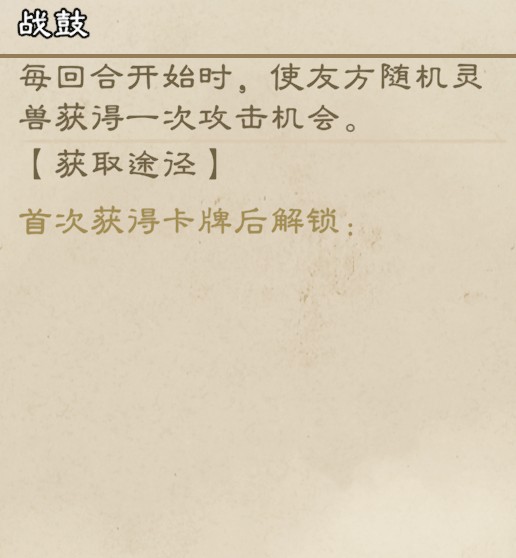 战鼓
每回合开始时，使友方随机灵
兽获得一次攻击机会。
【获取途径】
首次获得卡牌后解锁：